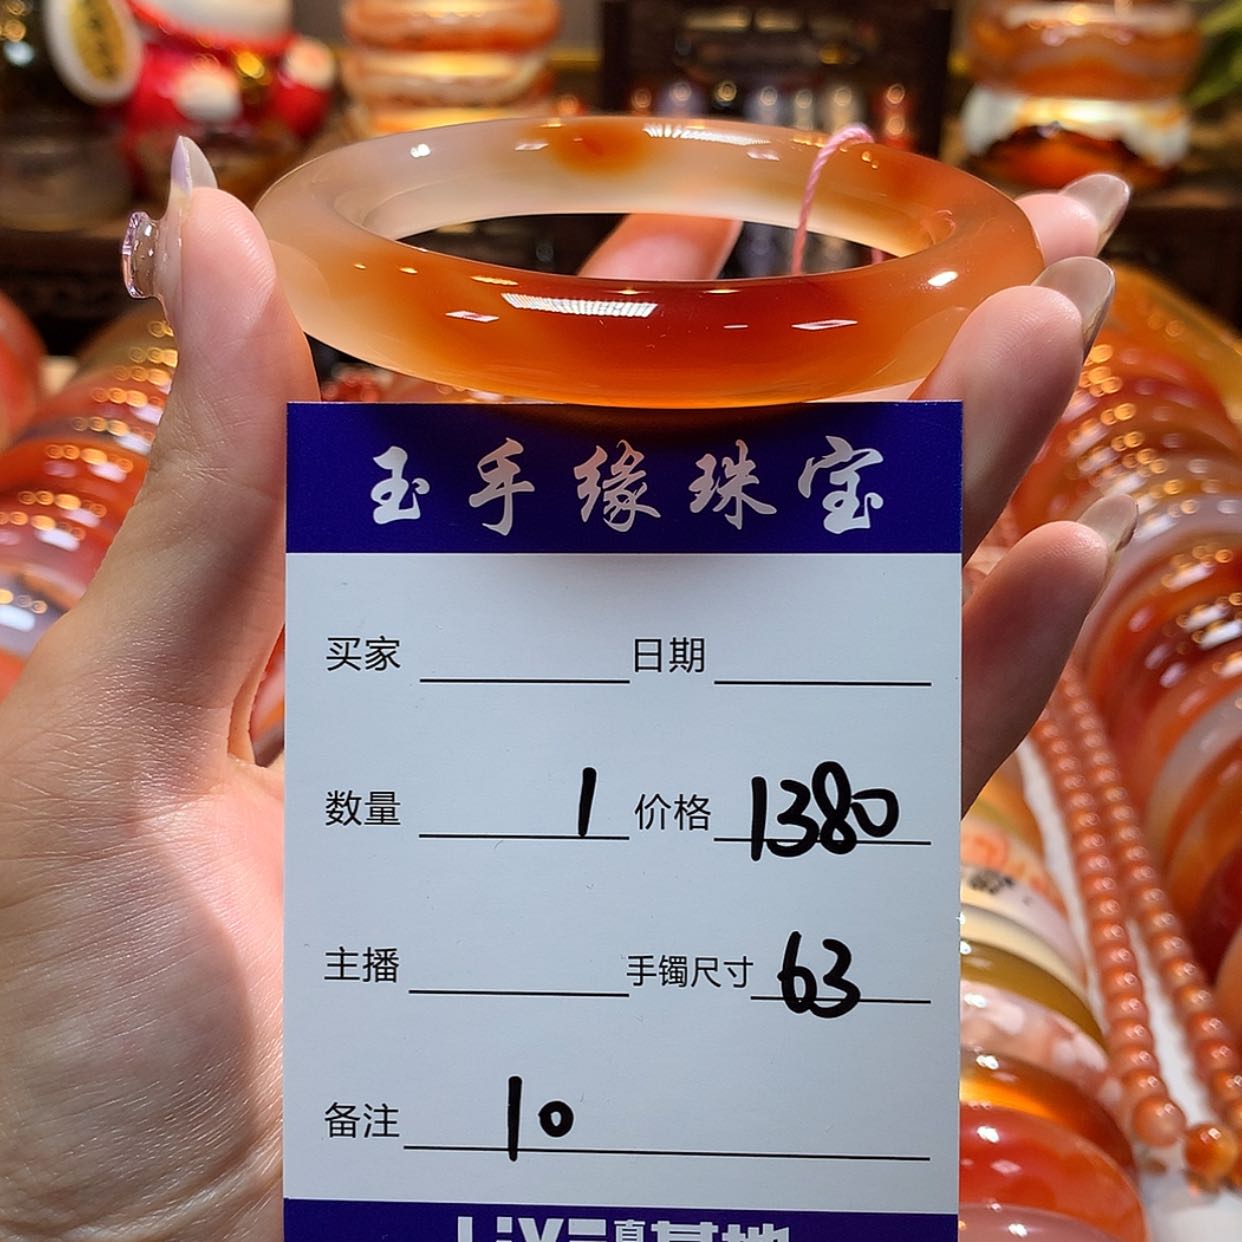 玉手缘珠宝
买家 日期
数量 1 价格 1380
主播 手镯尺寸 63
备注 10